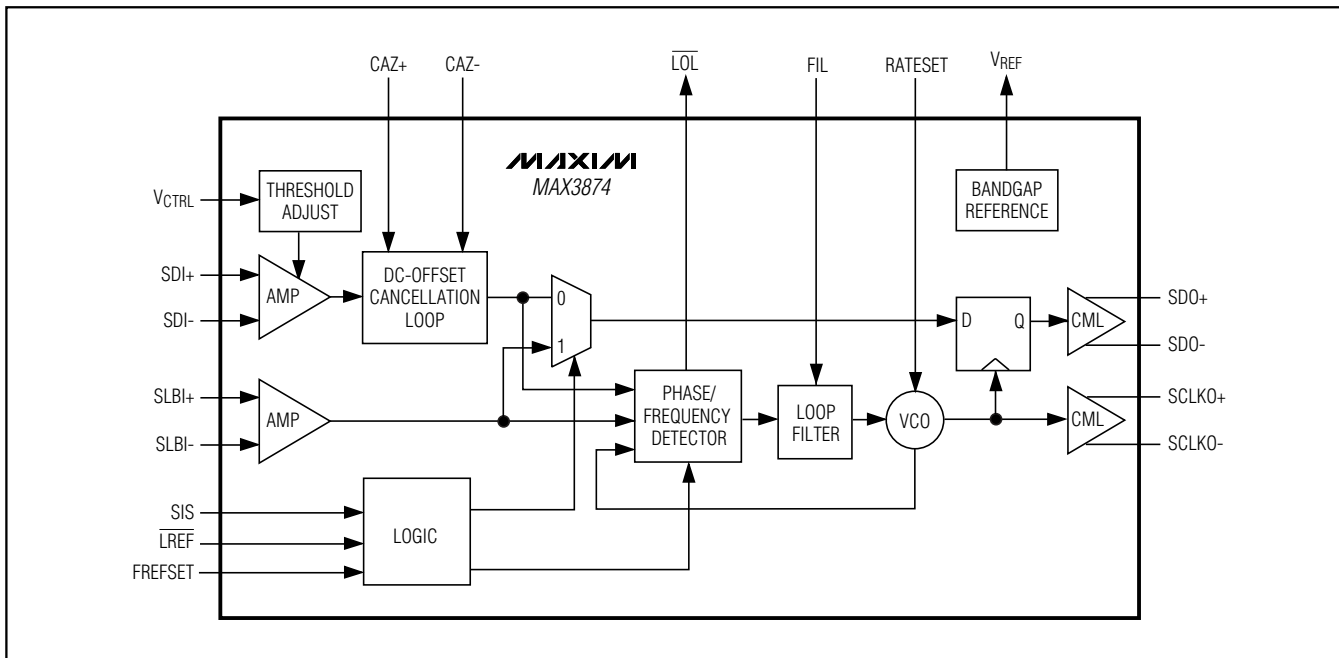 CAZ+ CAZ- LOL FIL RATESET VREF
MAXIM
MAX3874
VCTRL
THRESHOLD
ADJUST
BANDGAP
REFERENCE
SDI+
SDI-
AMP
DC-OFFSET
CANCELLATION
LOOP
0
1
D Q
CML
SDO+
SDO-
SLBI+
SLBI-
AMP
PHASE/
FREQUENCY
DETECTOR
LOOP
FILTER
VCO
CML
SCLKO+
SCLKO-
SIS
LREF
FREFSET
LOGIC